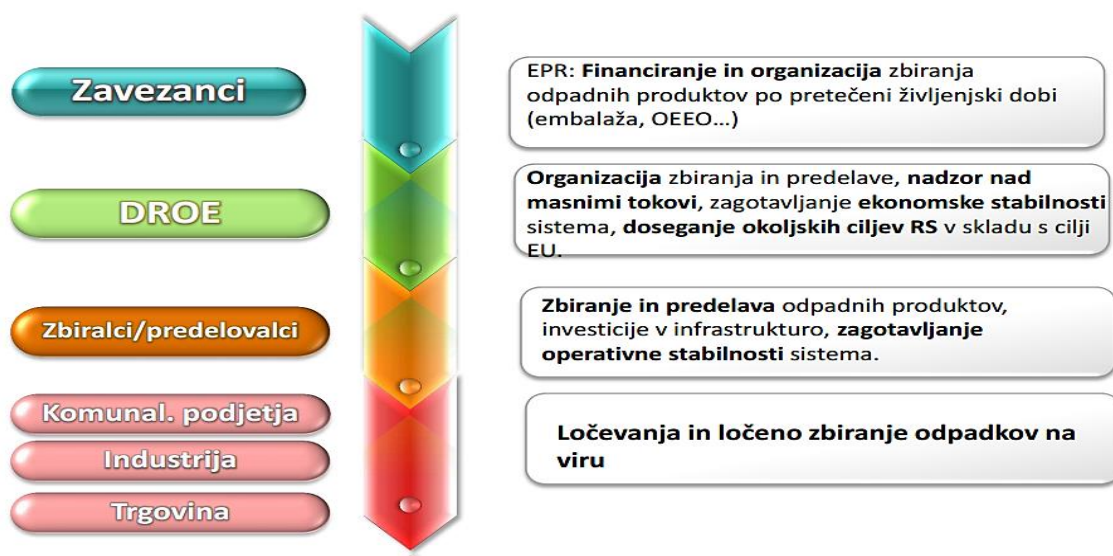 Zavezanci
EPR: Financiranje in organizacija zbiranja
odpadnih produktov po pretečeni življenjski dobi
(embalaža, OEEO...)
DROE
Organizacija zbiranja in predelave, nadzor nad
masnimi tokovi, zagotavljanje ekonomske stabilnosti
sistema, doseganje okoljskih ciljev RS v skladu s cilji
EU.
Zbiralci/predelovalci
Zbiranje in predelava odpadnih produktov,
investicije v infrastrukturo, zagotavljanje
operativne stabilnosti sistema.
Komunal. podjetja
Industrija
Trgovina
Ločevanja in ločeno zbiranje odpadkov na
viru